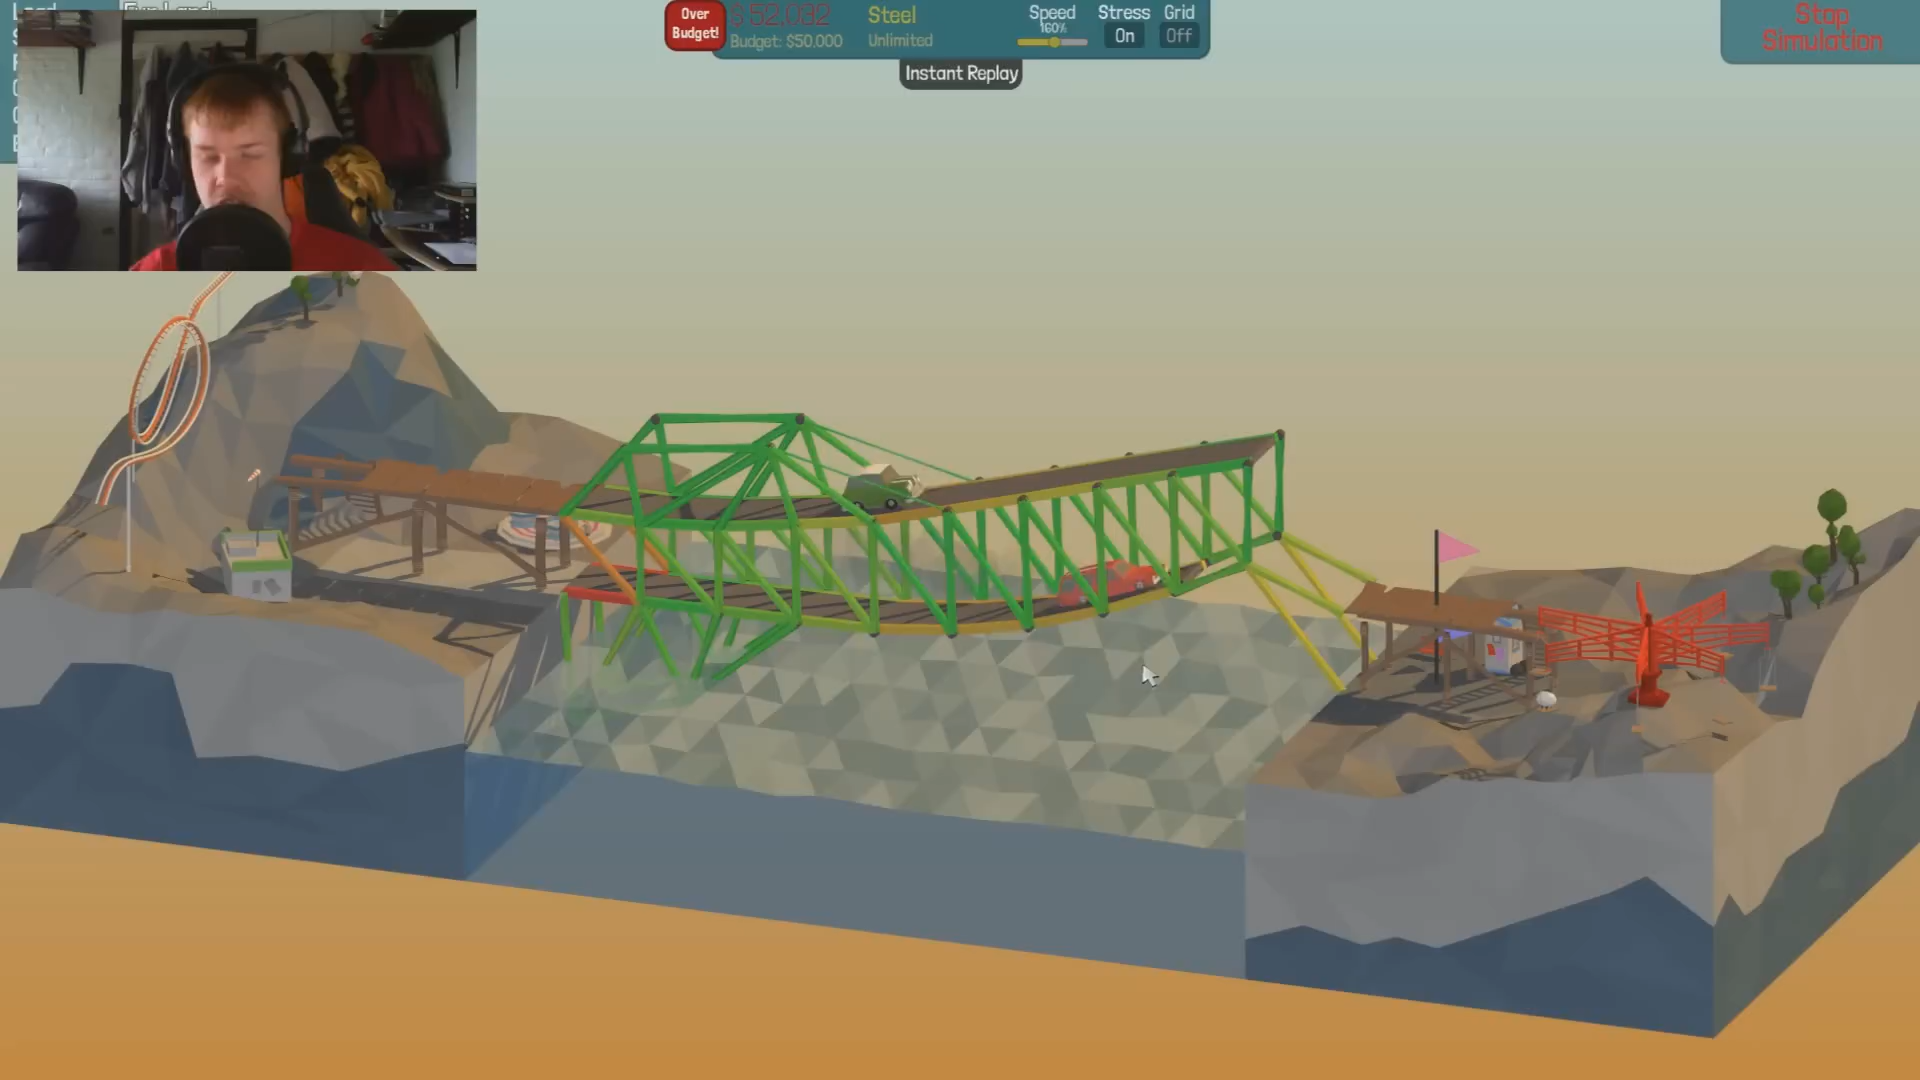 Over
Budget!
$ 52,032
Budget: $50,000
Steel
Unlimited
Speed
160%
Stress
On
Grid
Off
Instant Replay
Stop
Simulation